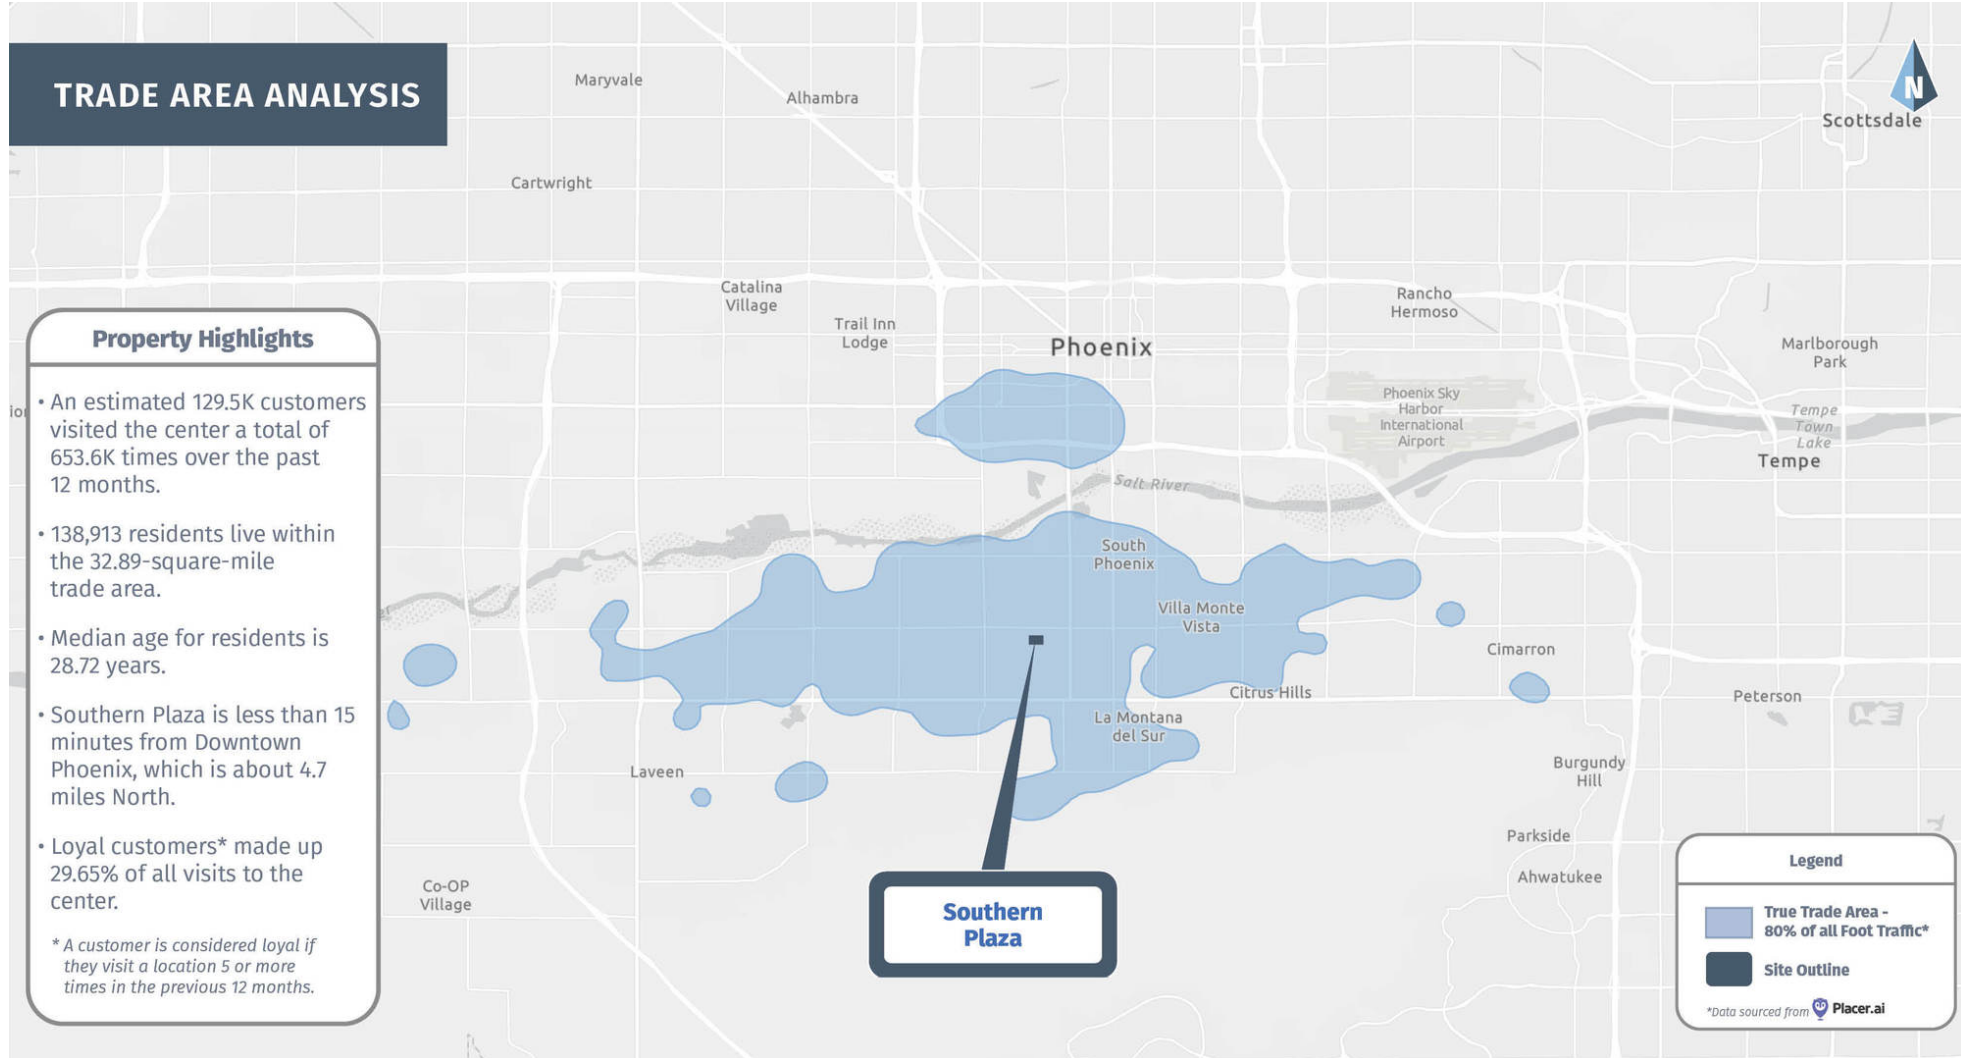 TRADE AREA ANALYSIS
Maryvale
Alhambra
N
Scottsdale
Cartwright
Catalina
Village
Trail Inn
Lodge
Phoenix
Rancho
Hermoso
Marlborough
Park
Phoenix Sky
Harbor
International
Airport
Tempe
Town
Lake
Tempe
Salt River
South
Phoenix
Villa Monte
Vista
Cimarron
Citrus Hills
Peterson
La Montana
del Sur
Laveen
Burgundy
Hill
Parkside
Ahwatukee
Co-OP
Village
Property Highlights
• An estimated 129.5K customers
visited the center a total of
653.6K times over the past
12 months.
• 138,913 residents live within
the 32.89-square-mile
trade area.
• Median age for residents is
28.72 years.
• Southern Plaza is less than 15
minutes from Downtown
Phoenix, which is about 4.7
miles North.
• Loyal customers* made up
29.65% of all visits to the
center.
* A customer is considered loyal if
they visit a location 5 or more
times in the previous 12 months.
Southern
Plaza
Legend
True Trade Area -
80% of all Foot Traffic*
Site Outline
*Data sourced from Placer.ai